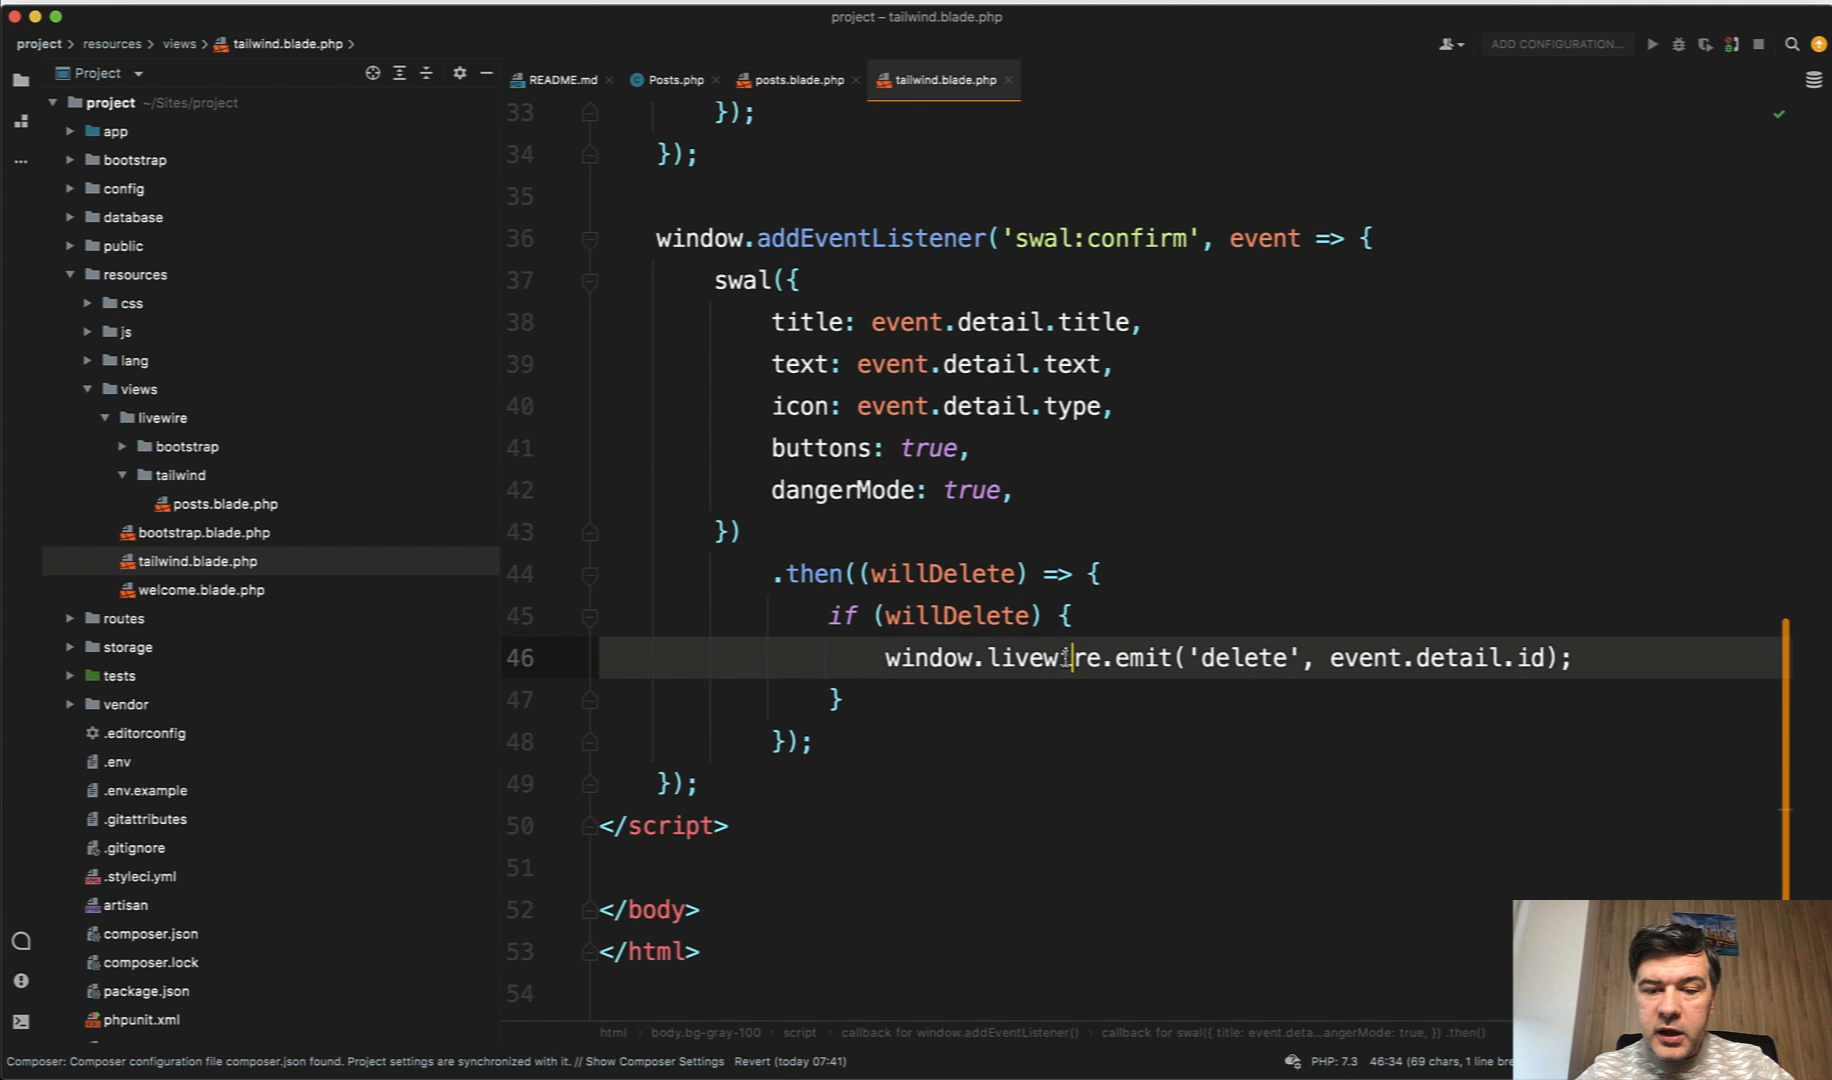 project – tailwind.blade.php
project
resources
views
tailwind.blade.php
ADD CONFIGURATION...
Project
README.md
Posts.php
posts.blade.php
tailwind.blade.php
project ~/Sites/project
app
bootstrap
config
database
public
resources
css
js
lang
views
livewire
bootstrap
tailwind
posts.blade.php
bootstrap.blade.php
tailwind.blade.php
welcome.blade.php
routes
storage
tests
vendor
.editorconfig
.env
.env.example
.gitattributes
.gitignore
.styleci.yml
artisan
composer.json
composer.lock
package.json
phpunit.xml
33 });
34 });
35
36 window.addEventListener('swal:confirm', event => {
37 swal({
38 title: event.detail.title,
39 text: event.detail.text,
40 icon: event.detail.type,
41 buttons: true,
42 dangerMode: true,
43 })
44 .then((willDelete) => {
45 if (willDelete) {
46 window.livewire.emit('delete', event.detail.id);
47 }
48 });
49 });
50 </script>
51
52 </body>
53 </html>
54
html
body.bg-gray-100
script
callback for window.addEventListener()
callback for swal({ title: event.deta...angerMode: true, }) .then()
Composer: Composer configuration file composer.json found. Project settings are synchronized with it. // Show Composer Settings Revert (today 07:41)
PHP: 7.3
46:34 (69 chars, 1 line bre